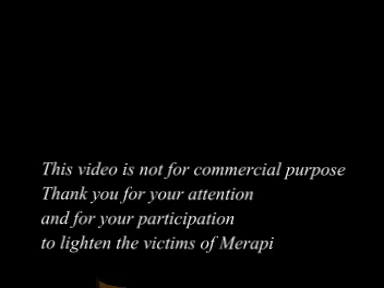 This video is not for commercial purpose
Thank you for your attention
and for your participation
to lighten the victims of Merapi